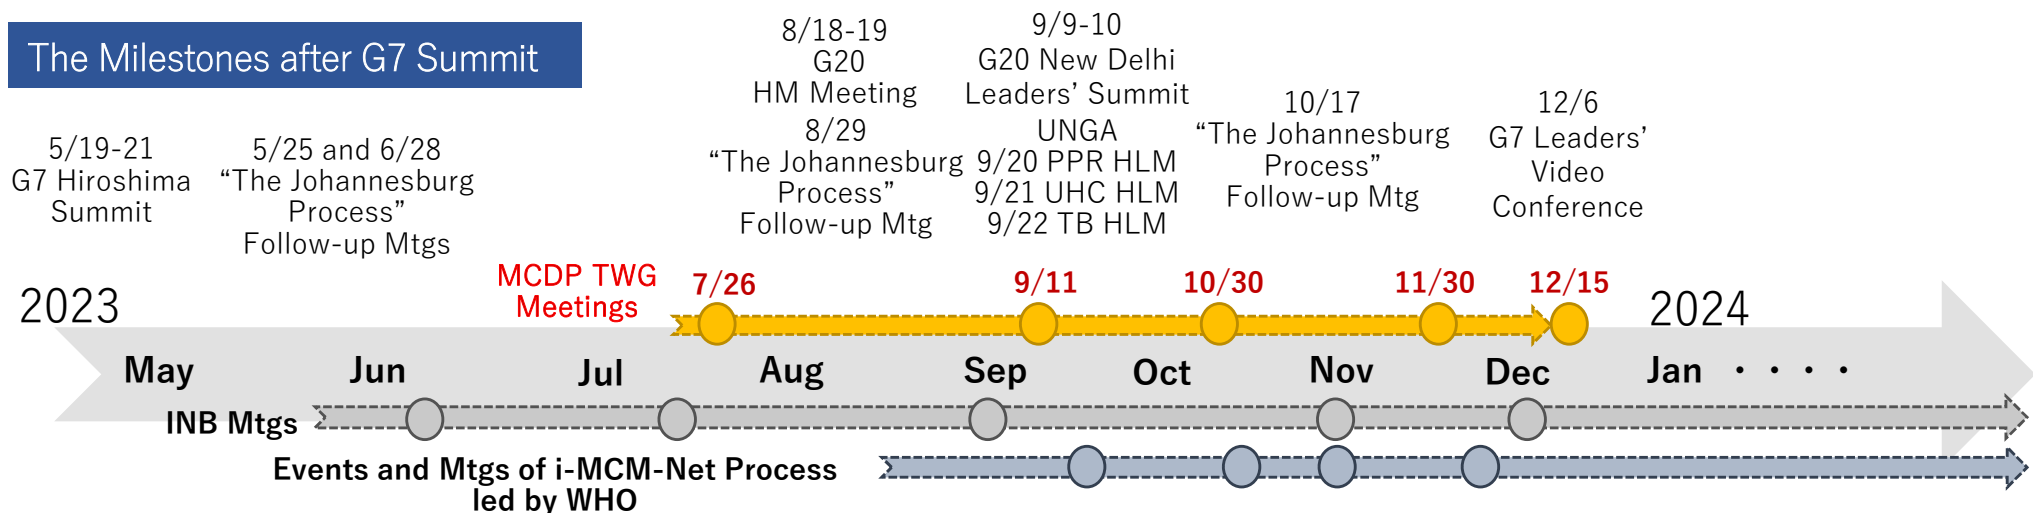 The Milestones after G7 Summit
5/19-21
G7 Hiroshima
Summit
5/25 and 6/28
“The Johannesburg
Process”
Follow-up Mtgs
8/18-19
G20
HM Meeting
8/29
“The Johannesburg
Process”
Follow-up Mtg
9/9-10
G20 New Delhi
Leaders’ Summit
UNGA
9/20 PPR HLM
9/21 UHC HLM
9/22 TB HLM
10/17
“The Johannesburg
Process”
Follow-up Mtg
12/6
G7 Leaders’
Video
Conference
MCDP TWG
Meetings
7/26
9/11
10/30
11/30
12/15
2023
2024
May
Jun
Jul
Aug
Sep
Oct
Nov
Dec
Jan ・・・・
INB Mtgs
Events and Mtgs of i-MCM-Net Process
led by WHO